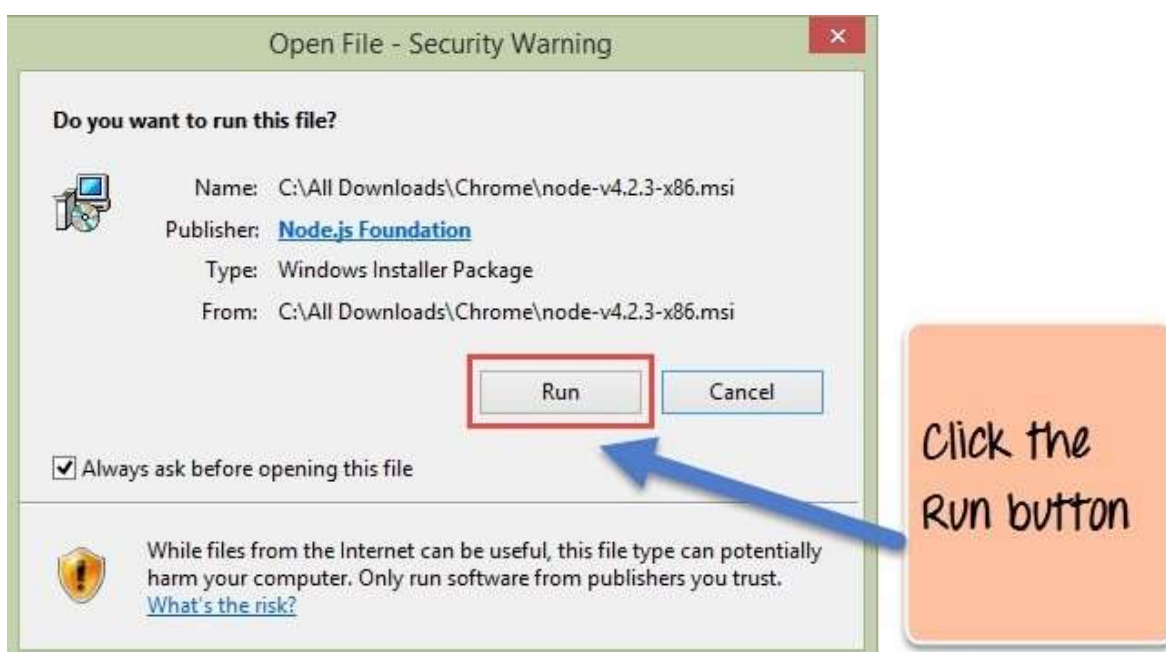 Open File - Security Warning
Do you want to run this file?
Name: C:\All Downloads\Chrome\node-v4.2.3-x86.msi
Publisher: Node.js Foundation
Type: Windows Installer Package
From: C:\All Downloads\Chrome\node-v4.2.3-x86.msi
Run Cancel
Always ask before opening this file
Click the
Run button
While files from the Internet can be useful, this file type can potentially
harm your computer. Only run software from publishers you trust.
What's the risk?